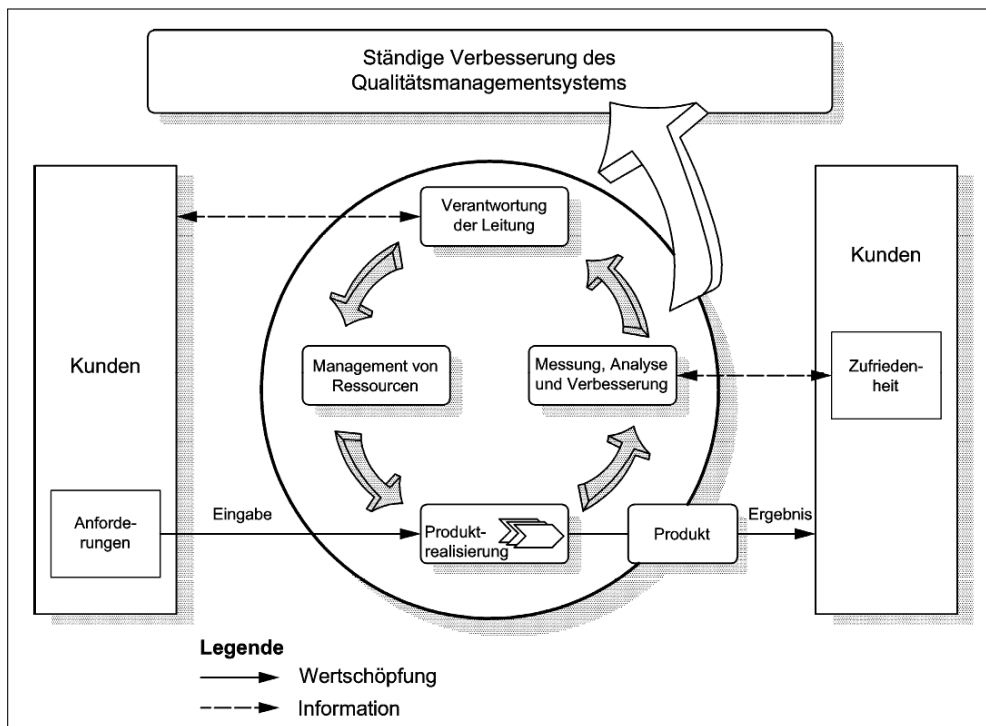 Ständige Verbesserung des
Qualitätsmanagementsystems
Verantwortung
der Leitung
Kunden
Kunden
Management von
Ressourcen
Messung, Analyse
und Verbesserung
Zufrieden-
heit
Anforde-
rungen
Eingabe
Produkt-
realisierung
Produkt
Ergebnis
Legende
Wertschöpfung
Information